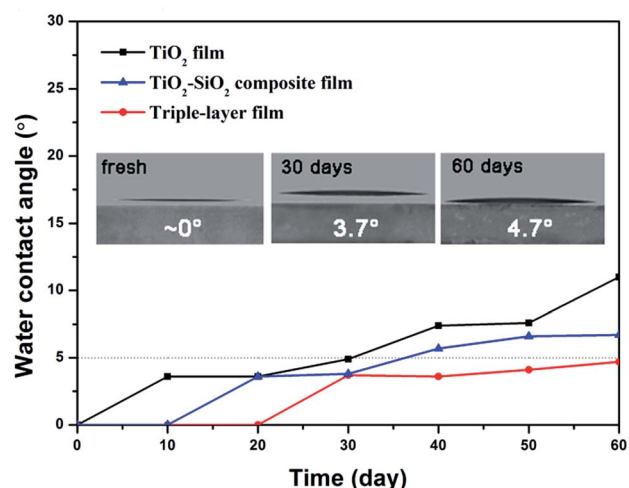 30
25
20
15
10
5
0
Water contact angle (°)
TiO₂ film
TiO₂-SiO₂ composite film
Triple-layer film
fresh
~0°
30 days
3.7°
60 days
4.7°
0 10 20 30 40 50 60
Time (day)